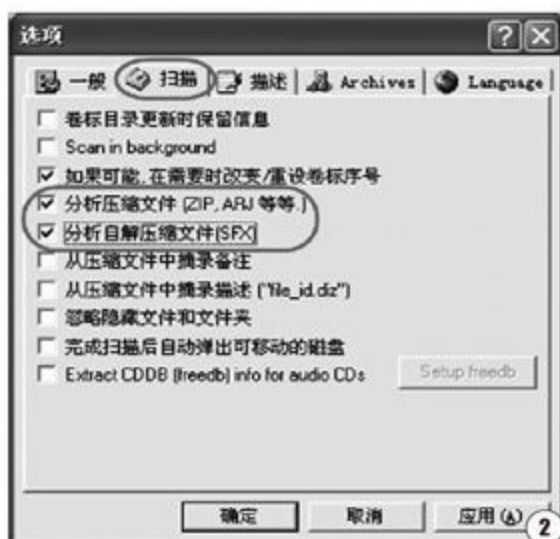 选项
一般 扫描 描述 Archives Language
卷标目录更新时保留信息
Scan in background
如果可能,在需要时改变/重设卷标序号
分析压缩文件 (ZIP, ARJ 等等.)
分析自解压缩文件(SFX)
从压缩文件中摘录备注
从压缩文件中摘录描述 ("file_id.diz")
忽略隐藏文件和文件夹
完成扫描后自动弹出可移动的磁盘
Extract CDDB (freedb) info for audio CDs Setup freedb
确定 取消 应用(A)
2